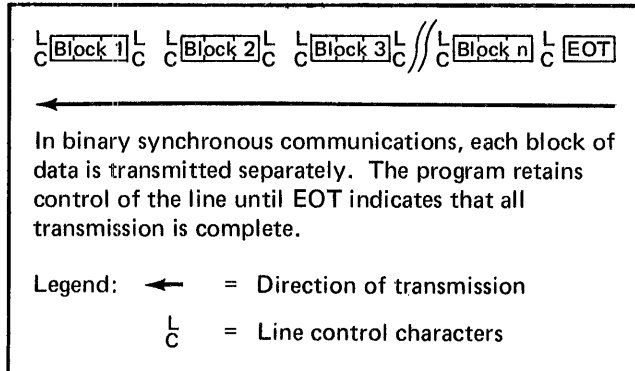 L C Block 1 L C L C Block 2 L C L C Block 3 L C // L C Block n L C EOT
In binary synchronous communications, each block of
data is transmitted separately. The program retains
control of the line until EOT indicates that all
transmission is complete.
Legend: ← = Direction of transmission
L C = Line control characters